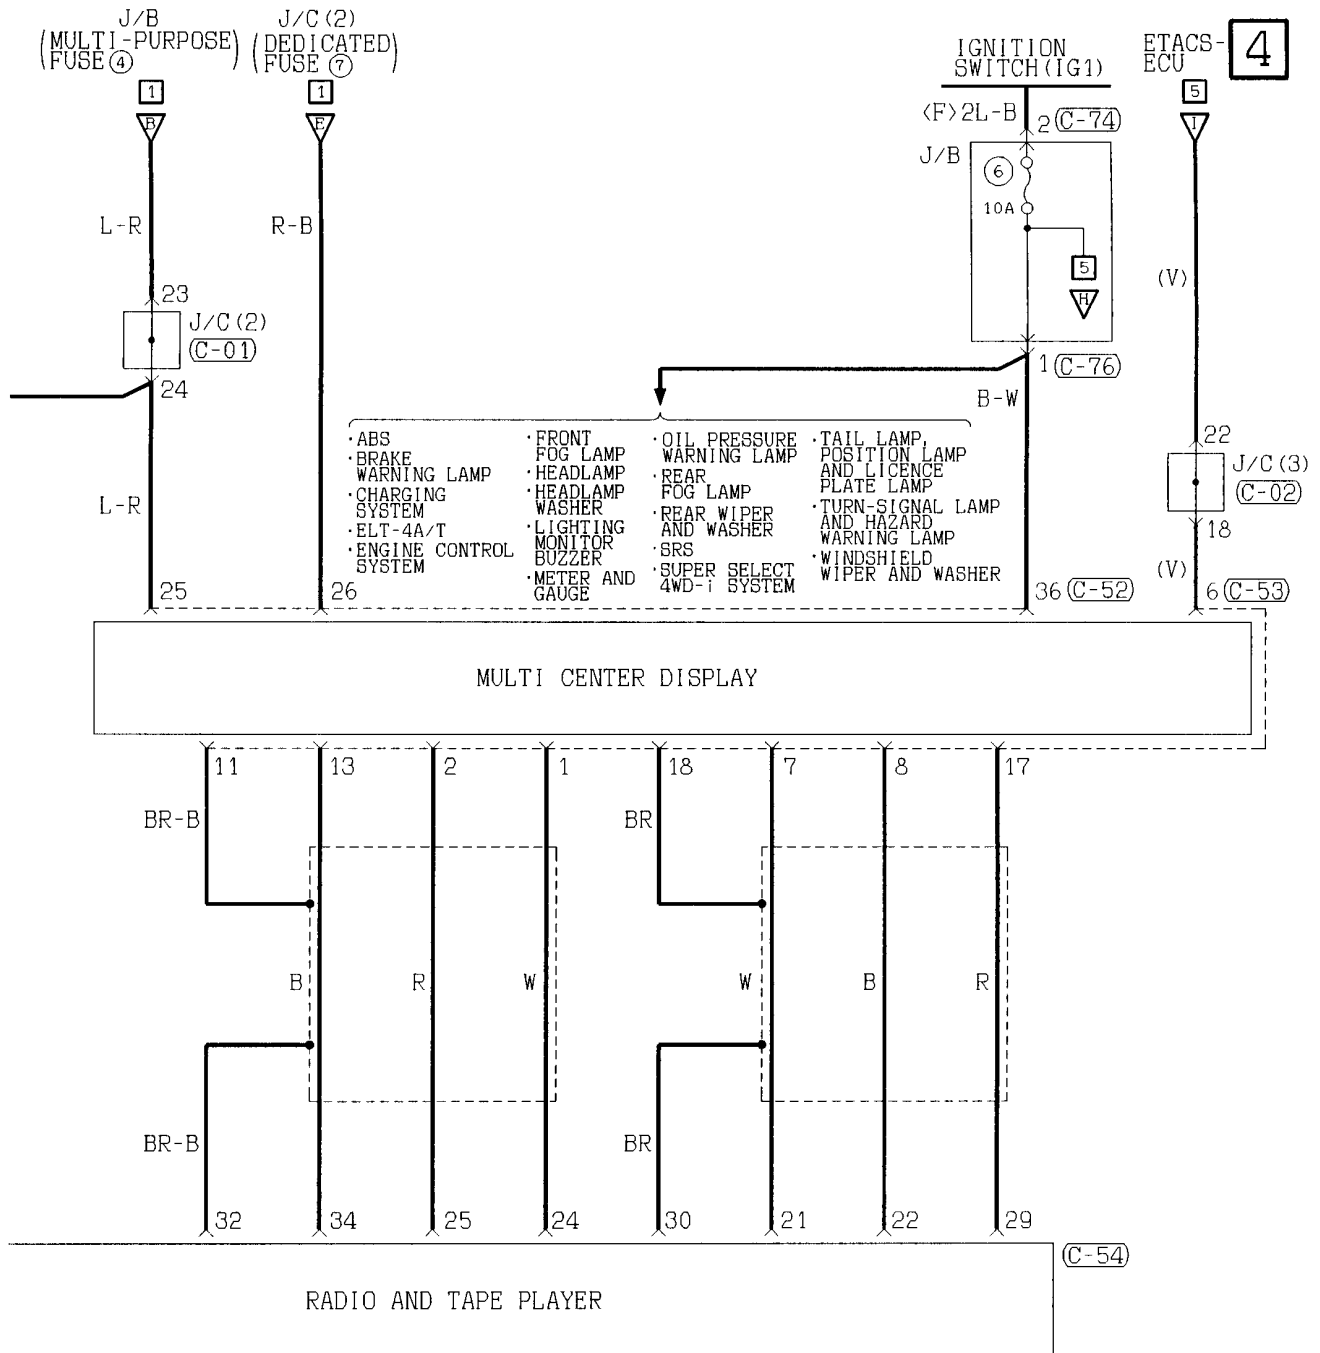 J/B
(MULTI-PURPOSE)
FUSE④
J/C(2)
(DEDICATED)
FUSE ⑦
IGNITION
SWITCH(IG1)
ETACS-
ECU
4
1
1
5
B
E
I
<F>2L-B
2
(C-74)
J/B
6
10A
5
H
L-R
R-B
(V)
23
J/C(2)
(C-01)
24
1
(C-76)
B-W
22
J/C(3)
(C-02)
18
L-R
(V)
·ABS
·BRAKE
WARNING LAMP
·CHARGING
SYSTEM
·ELT-4A/T
·ENGINE CONTROL
SYSTEM
·FRONT
FOG LAMP
·HEADLAMP
·HEADLAMP
WASHER
·LIGHTING
MONITOR
BUZZER
·METER AND
GAUGE
·OIL PRESSURE
WARNING LAMP
·REAR
FOG LAMP
·REAR WIPER
AND WASHER
·SRS
·SUPER SELECT
4WD-i SYSTEM
·TAIL LAMP,
POSITION LAMP
AND LICENCE
PLATE LAMP
·TURN-SIGNAL LAMP
AND HAZARD
WARNING LAMP
·WINDSHIELD
WIPER AND WASHER
25
26
36
(C-52)
6
(C-53)
MULTI CENTER DISPLAY
11
13
2
1
18
7
8
17
BR-B
BR
B
R
W
W
B
R
BR-B
BR
32
34
25
24
30
21
22
29
(C-54)
RADIO AND TAPE PLAYER